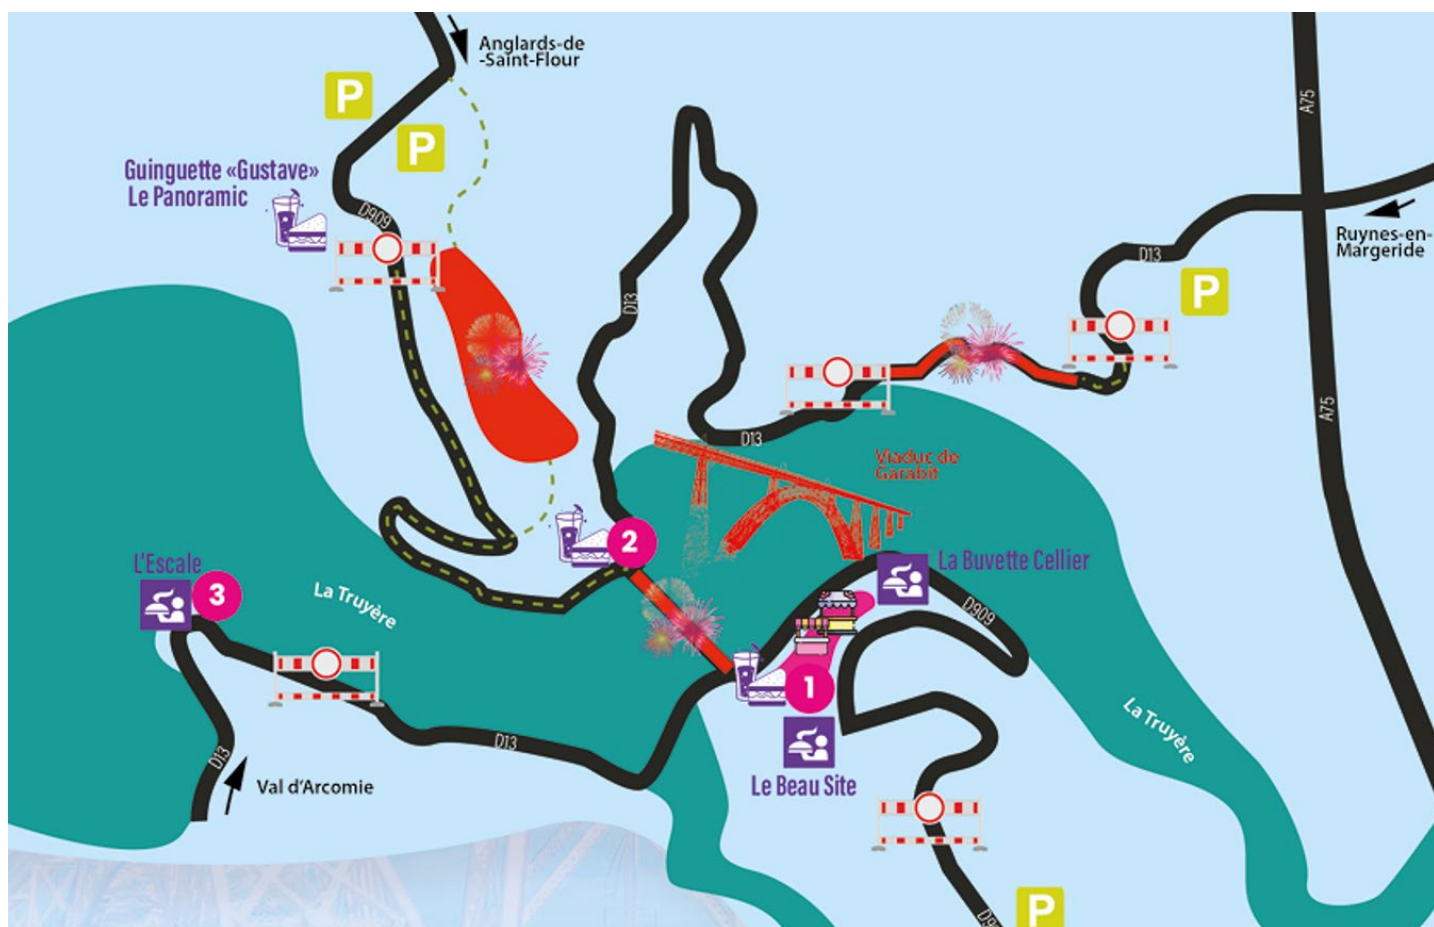 Anglards-de
-Saint-Flour
P
P
A75
Guinguette «Gustave»
Le Panoramic
D909
Ruynes-en-
Margeride
D13
P
D13
A75
D13
Viaduc de
Garabit
2
La Buvette Cellier
L'Escale
3
La Truyère
D909
1
La Truyère
D13
D13
Val d'Arcomie
Le Beau Site
P